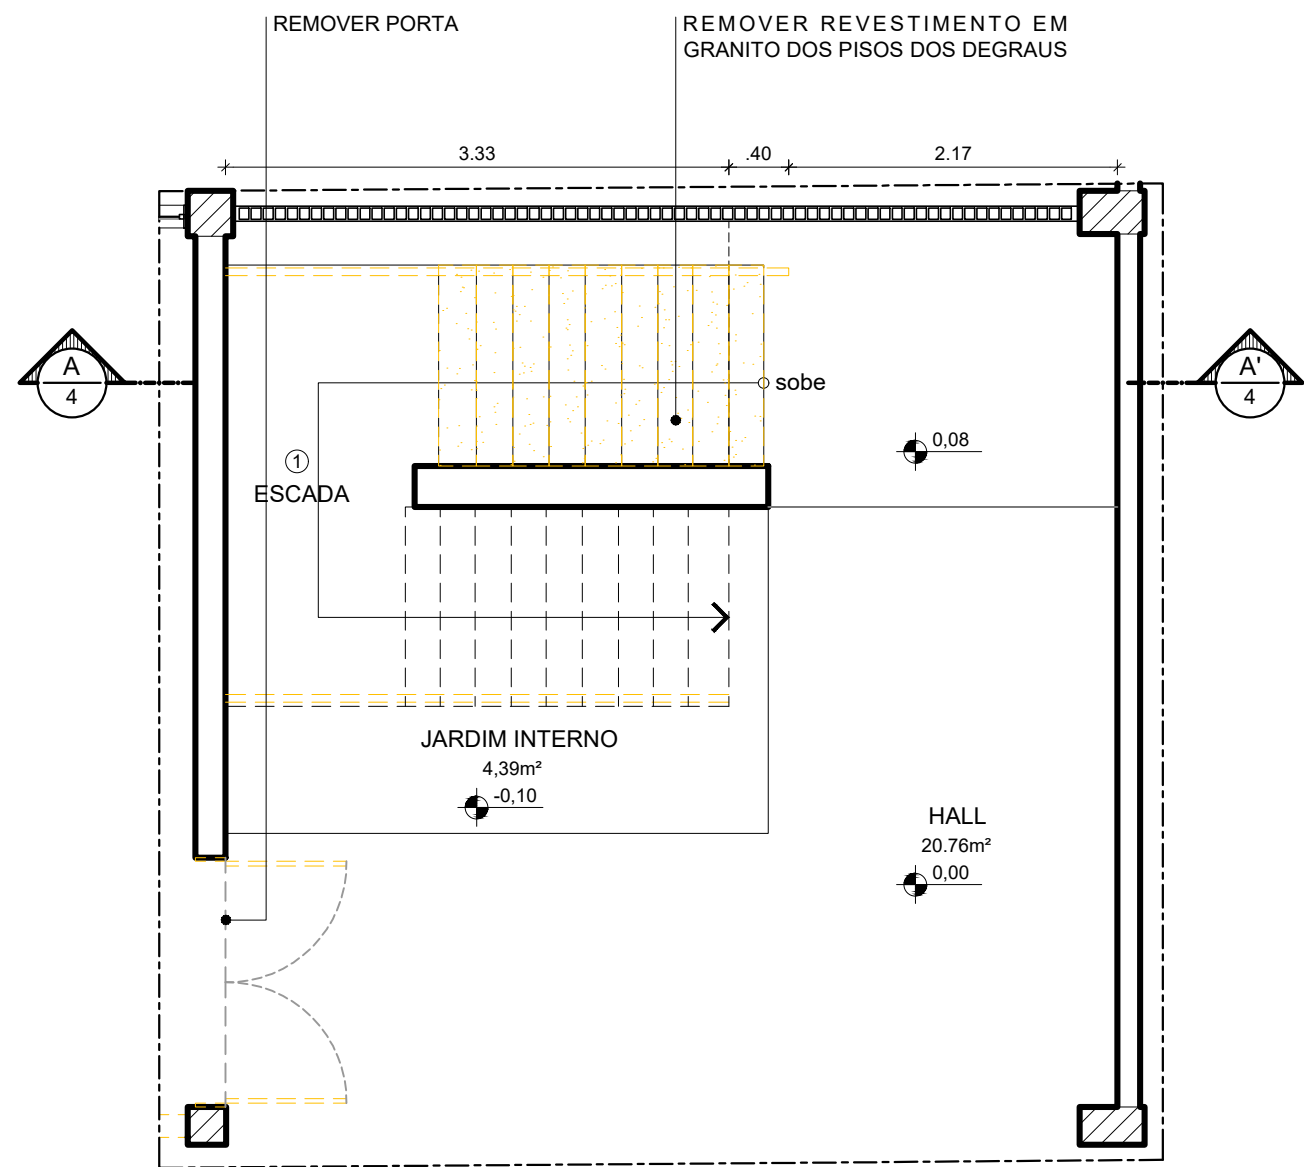 REMOVER PORTA
REMOVER REVESTIMENTO EM
GRANITO DOS PISOS DOS DEGRAUS
3.33
.40
2.17
A
4
A'
4
sobe
0,08
1
ESCADA
JARDIM INTERNO
4,39m²
-0,10
HALL
20.76m²
0,00